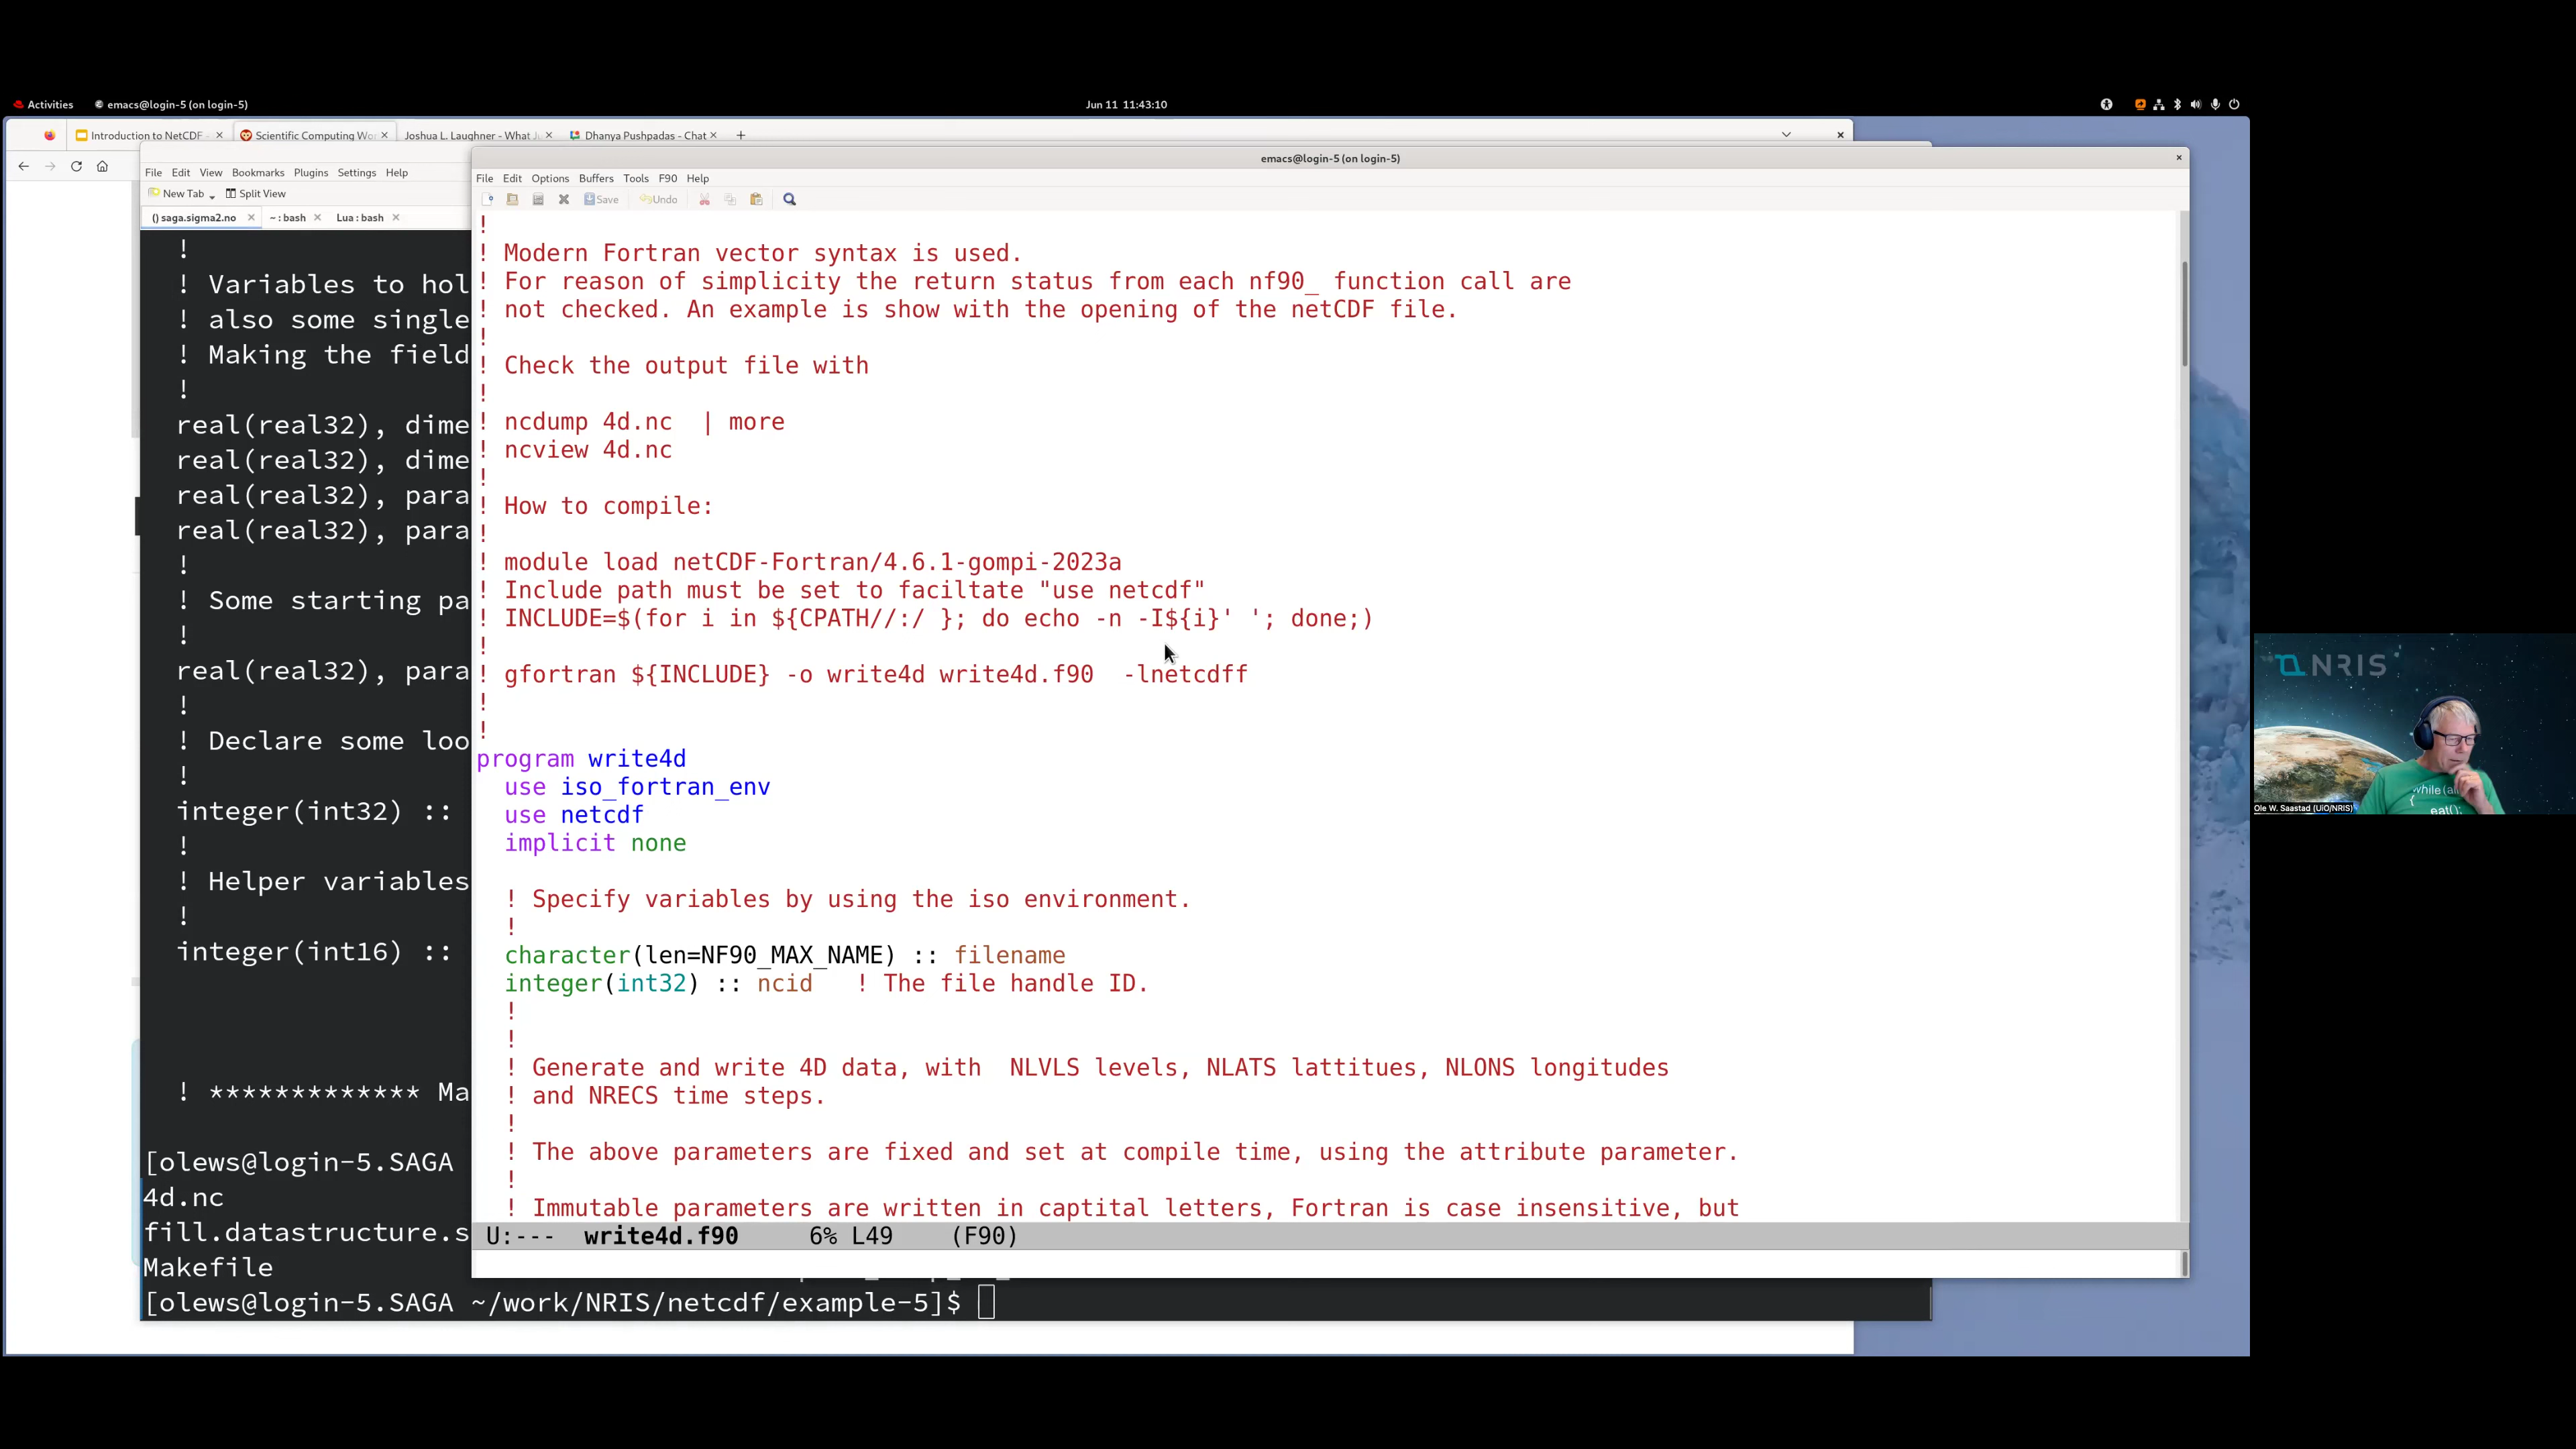 Activities emacs@login-5 (on login-5) Jun 11 11:43:10
Introduction to NetCDF - Scientific Computing Wo Joshua L. Laughner - What Ju Dhanya Pushpadas - Chat
File Edit View Bookmarks Plugins Settings Help
New Tab Split View
() saga.sigma2.no ~ : bash Lua : bash
!
! Variables to hol
! also some single
! Making the field
!
real(real32), dime
real(real32), dime
real(real32), para
real(real32), para
!
! Some starting pa
!
real(real32), para
!
! Declare some loo
!
integer(int32) ::
!
! Helper variables
!
integer(int16) ::
! ************* Ma
[olews@login-5.SAGA
4d.nc
fill.datastructure.s
Makefile
[olews@login-5.SAGA ~/work/NRIS/netcdf/example-5]$
emacs@login-5 (on login-5)
File Edit Options Buffers Tools F90 Help
Save Undo
!
! Modern Fortran vector syntax is used.
! For reason of simplicity the return status from each nf90_ function call are
! not checked. An example is show with the opening of the netCDF file.
!
! Check the output file with
!
! ncdump 4d.nc  | more
! ncview 4d.nc
!
! How to compile:
!
! module load netCDF-Fortran/4.6.1-gompi-2023a
! Include path must be set to faciltate "use netcdf"
! INCLUDE=$(for i in ${CPATH//:/ }; do echo -n -I${i}' '; done;)
!
! gfortran ${INCLUDE} -o write4d write4d.f90  -lnetcdff
!
!
program write4d
use iso_fortran_env
use netcdf
implicit none
! Specify variables by using the iso environment.
!
character(len=NF90_MAX_NAME) :: filename
integer(int32) :: ncid   ! The file handle ID.
!
!
! Generate and write 4D data, with  NLVLS levels, NLATS lattitues, NLONS longitudes
! and NRECS time steps.
!
! The above parameters are fixed and set at compile time, using the attribute parameter.
!
! Immutable parameters are written in captital letters, Fortran is case insensitive, but
U:--- write4d.f90 6% L49 (F90)
NRIS
while(al
{
eat();
Ole W. Saastad (UiO/NRIS)